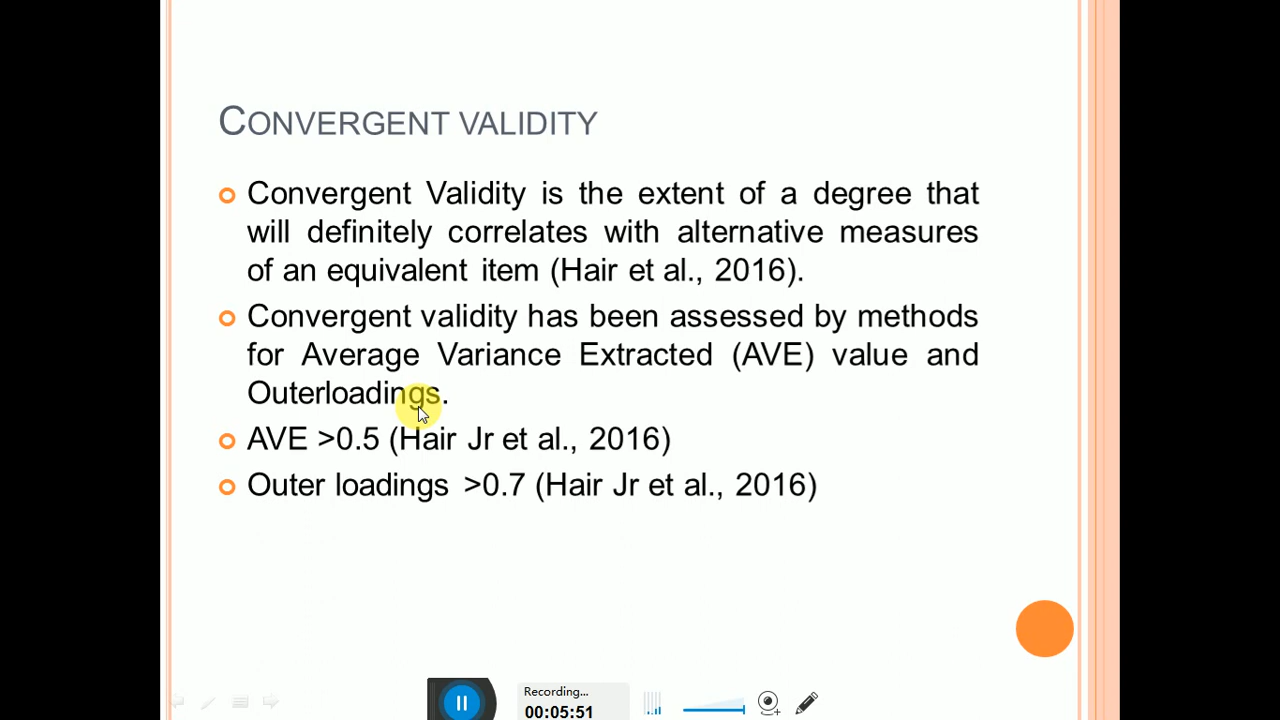 CONVERGENT VALIDITY
Convergent Validity is the extent of a degree that
will definitely correlates with alternative measures
of an equivalent item (Hair et al., 2016).
Convergent validity has been assessed by methods
for Average Variance Extracted (AVE) value and
Outerloadings.
AVE >0.5 (Hair Jr et al., 2016)
Outer loadings >0.7 (Hair Jr et al., 2016)
Recording...
00:05:51